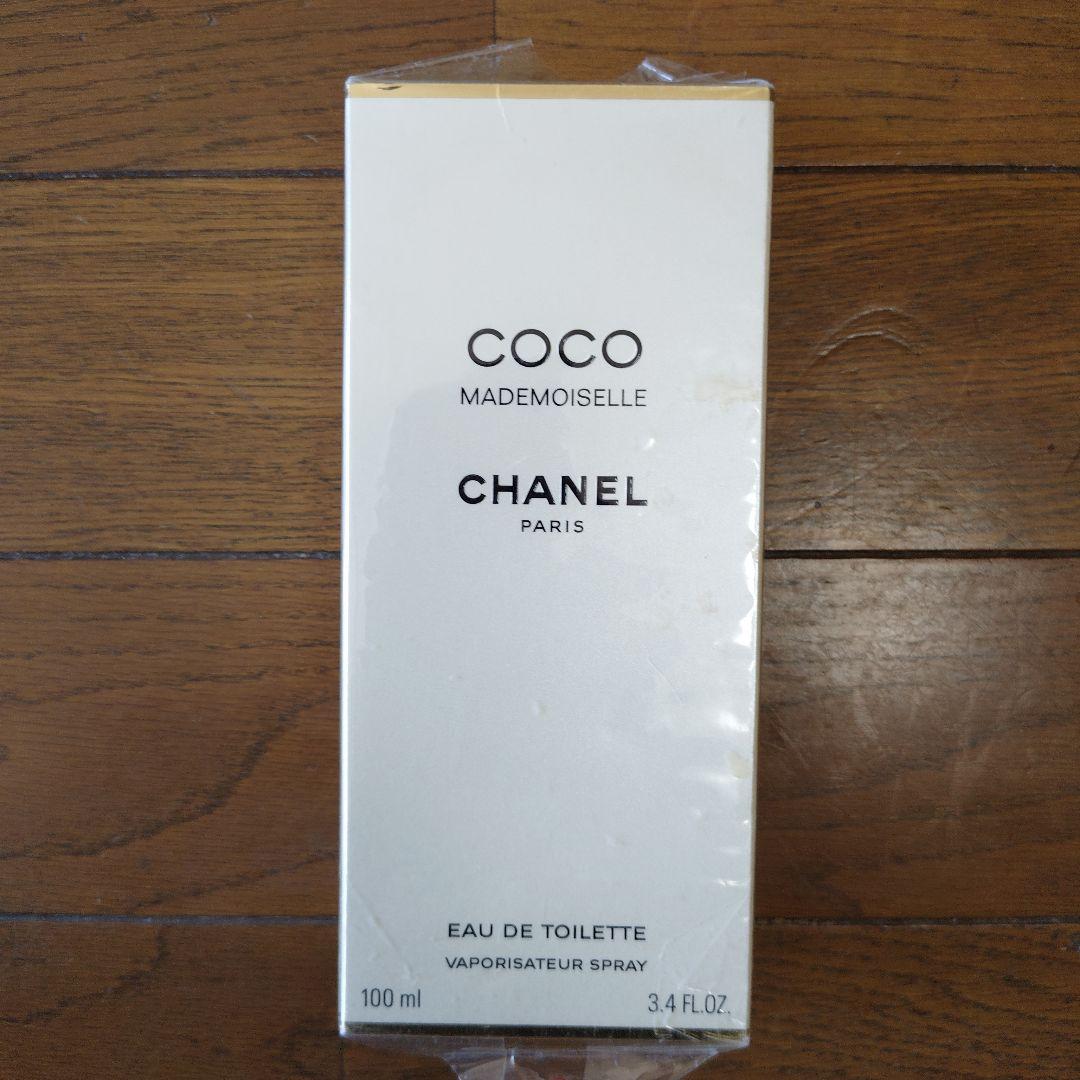 COCO
MADEMOISELLE
CHANEL
PARIS
EAU DE TOILETTE
VAPORISATEUR SPRAY
100 ml 3.4 FL.OZ.